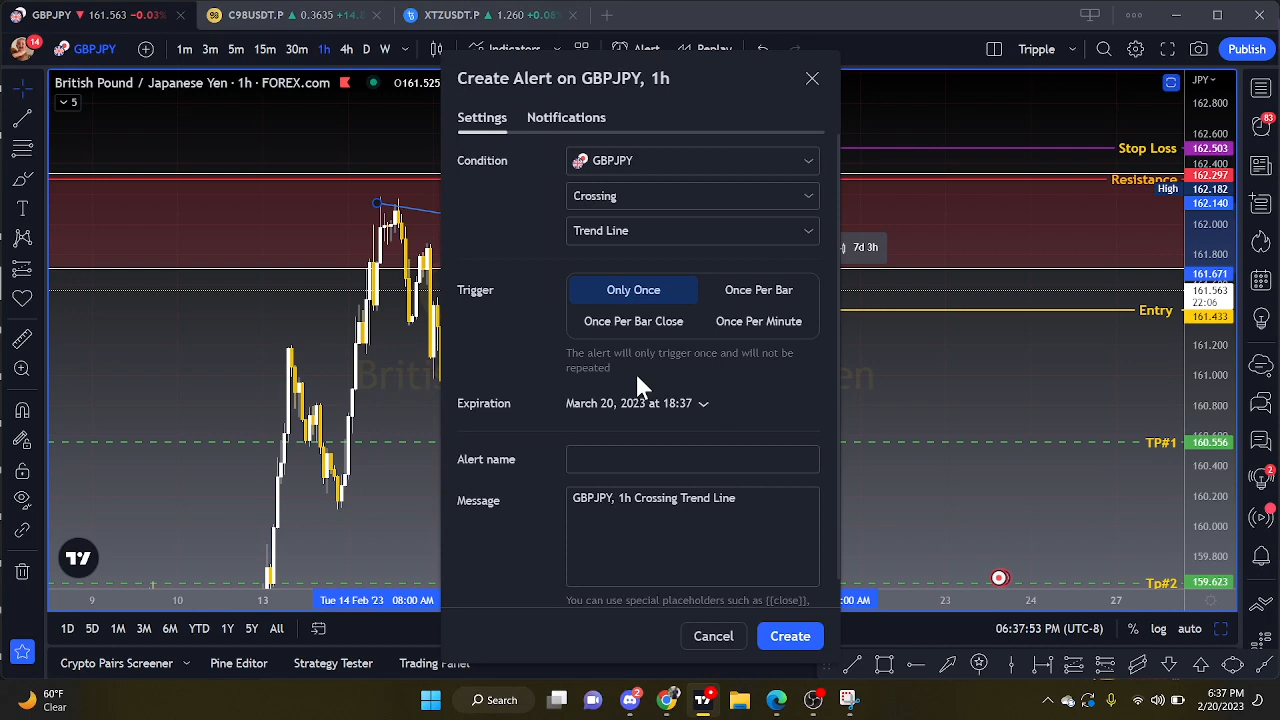 GBPJPY 161.563 −0.03%
C98USDT.P 0.3635 +14.0
XTZUSDT.P 1.260 +0.08%
14 GBPJPY 1m 3m 5m 15m 30m 1h 4h D W Indicators Alert Replay Tripple Publish
British Pound / Japanese Yen · 1h · FOREX.com O161.525
5
Create Alert on GBPJPY, 1h
Settings Notifications
Condition GBPJPY
Crossing
Trend Line
Trigger Only Once Once Per Bar
Once Per Bar Close Once Per Minute
The alert will only trigger once and will not be
repeated
Expiration March 20, 2023 at 18:37
Alert name
Message GBPJPY, 1h Crossing Trend Line
You can use special placeholders such as {{close}},
Cancel Create
7d 3h
JPY
162.800
162.600
Stop Loss 162.503
162.400
Resistance 162.297
High 162.182
162.140
162.000
161.800
161.671
161.563
22:06
Entry 161.433
161.200
161.000
160.800
TP#1 160.556
160.400
160.200
160.000
159.800
Tp#2 159.623
83
2
9 10 13 Tue 14 Feb '23 08:00 AM :00 AM 23 24 27
1D 5D 1M 3M 6M YTD 1Y 5Y All 06:37:53 PM (UTC-8) % log auto
Crypto Pairs Screener Pine Editor Strategy Tester Trading Panel
60°F
Clear
Search
2
6:37 PM
2/20/2023